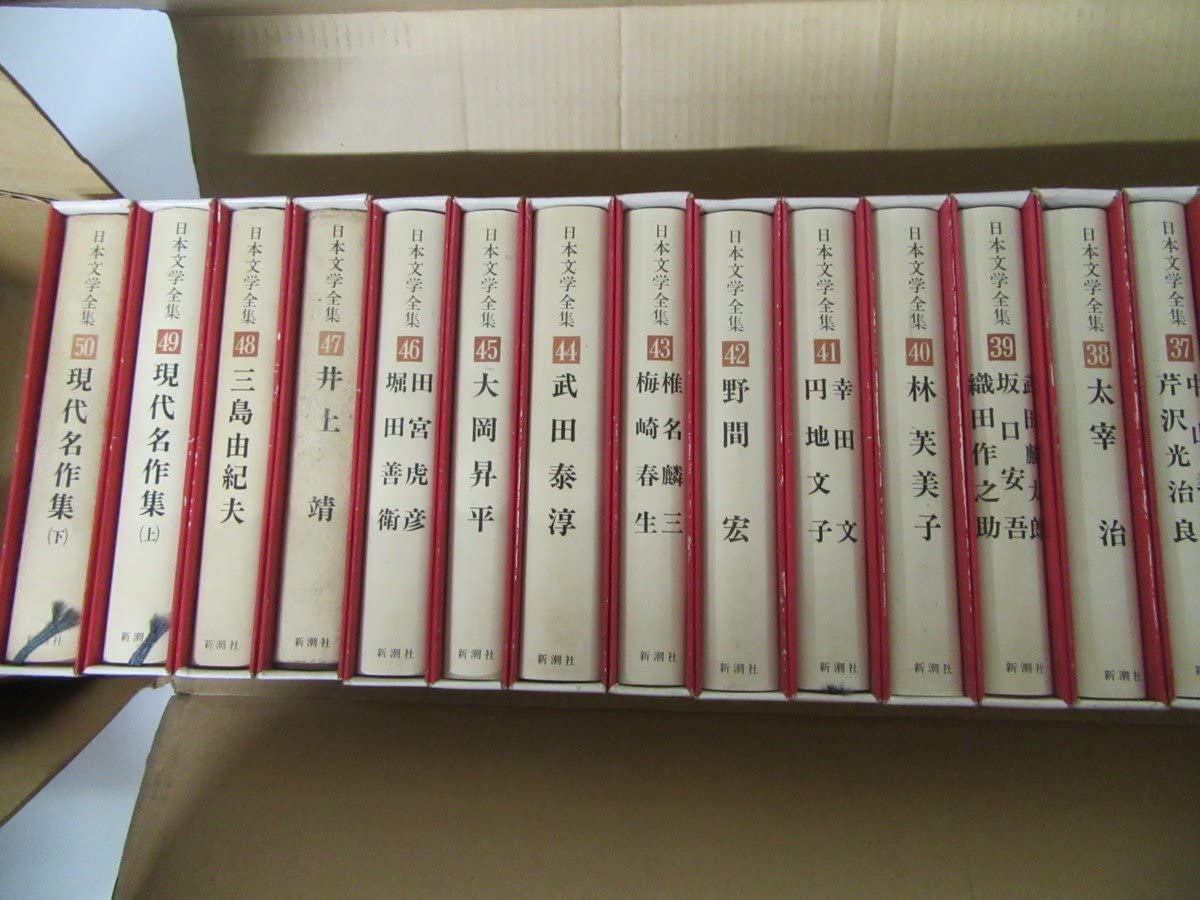 日本文学全集
50
現代名作集
(下)
日本文学全集
49
現代名作集
(上)
新潮社
日本文学全集
48
三島由紀夫
新潮社
日本文学全集
47
井上靖
新潮社
日本文学全集
46
田宮虎彦
堀田善衛
新潮社
日本文学全集
45
大岡昇平
新潮社
日本文学全集
44
武田泰淳
新潮社
日本文学全集
43
椎名麟三
梅崎春生
新潮社
日本文学全集
42
野間宏
新潮社
日本文学全集
41
幸田文
円地文子
新潮社
日本文学全集
40
林芙美子
新潮社
日本文学全集
39
武田麟太郎
坂口安吾
織田作之助
新潮社
日本文学全集
38
太宰治
新潮社
日本文学全集
37
芹沢光治良